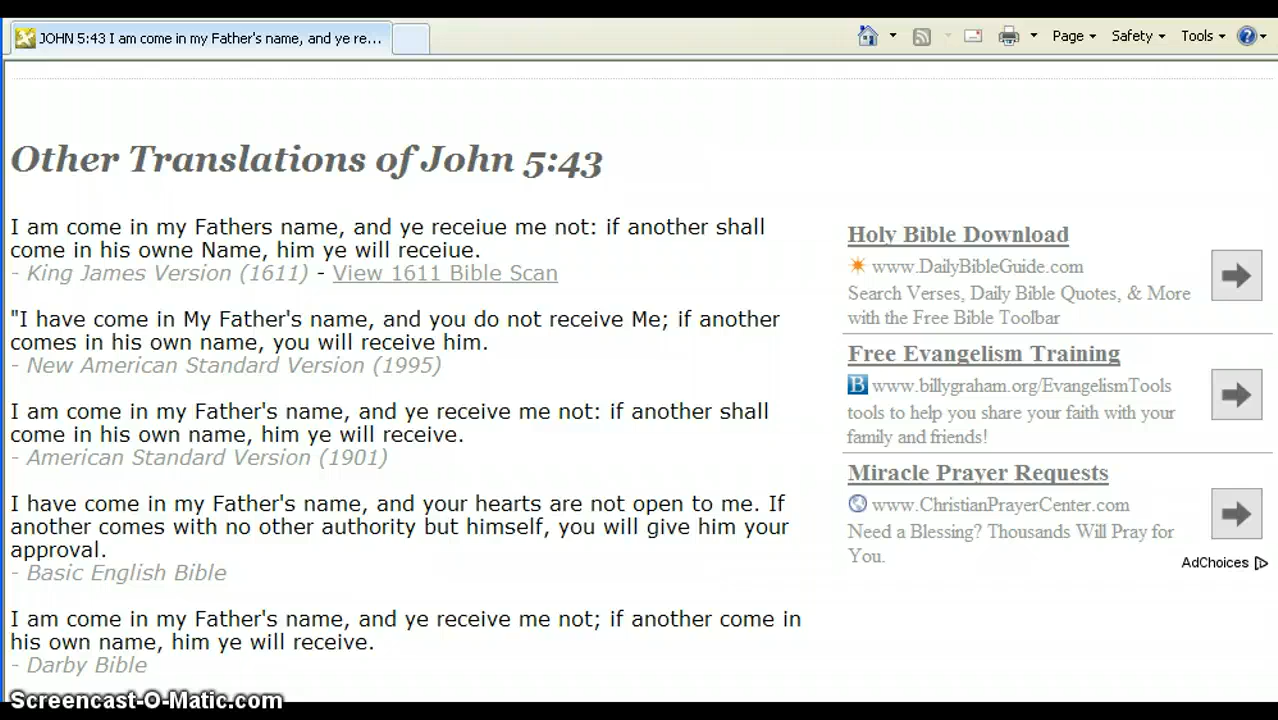 JOHN 5:43 I am come in my Father's name, and ye re...
Page
Safety
Tools
Other Translations of John 5:43
I am come in my Fathers name, and ye receiue me not: if another shall
come in his owne Name, him ye will receiue.
- King James Version (1611) - View 1611 Bible Scan
"I have come in My Father's name, and you do not receive Me; if another
comes in his own name, you will receive him.
- New American Standard Version (1995)
I am come in my Father's name, and ye receive me not: if another shall
come in his own name, him ye will receive.
- American Standard Version (1901)
I have come in my Father's name, and your hearts are not open to me. If
another comes with no other authority but himself, you will give him your
approval.
- Basic English Bible
I am come in my Father's name, and ye receive me not; if another come in
his own name, him ye will receive.
- Darby Bible
Holy Bible Download
www.DailyBibleGuide.com
Search Verses, Daily Bible Quotes, & More
with the Free Bible Toolbar
Free Evangelism Training
B www.billygraham.org/EvangelismTools
tools to help you share your faith with your
family and friends!
Miracle Prayer Requests
www.ChristianPrayerCenter.com
Need a Blessing? Thousands Will Pray for
You.
AdChoices
Screencast-O-Matic.com